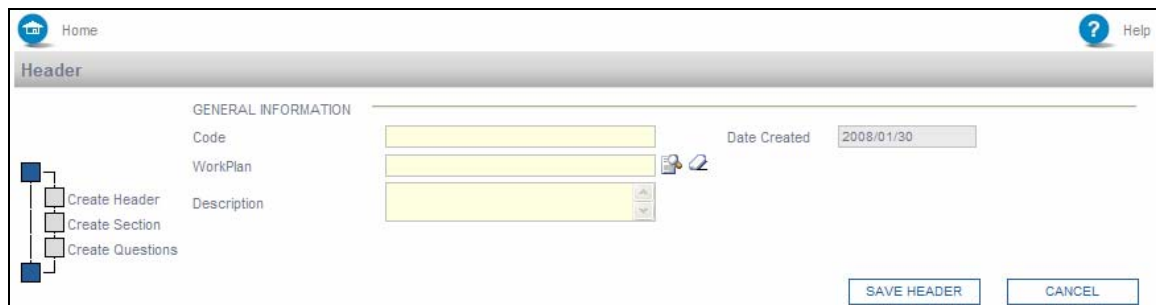 Home
Help
Header
GENERAL INFORMATION
Code
Date Created
2008/01/30
WorkPlan
Description
Create Header
Create Section
Create Questions
SAVE HEADER
CANCEL